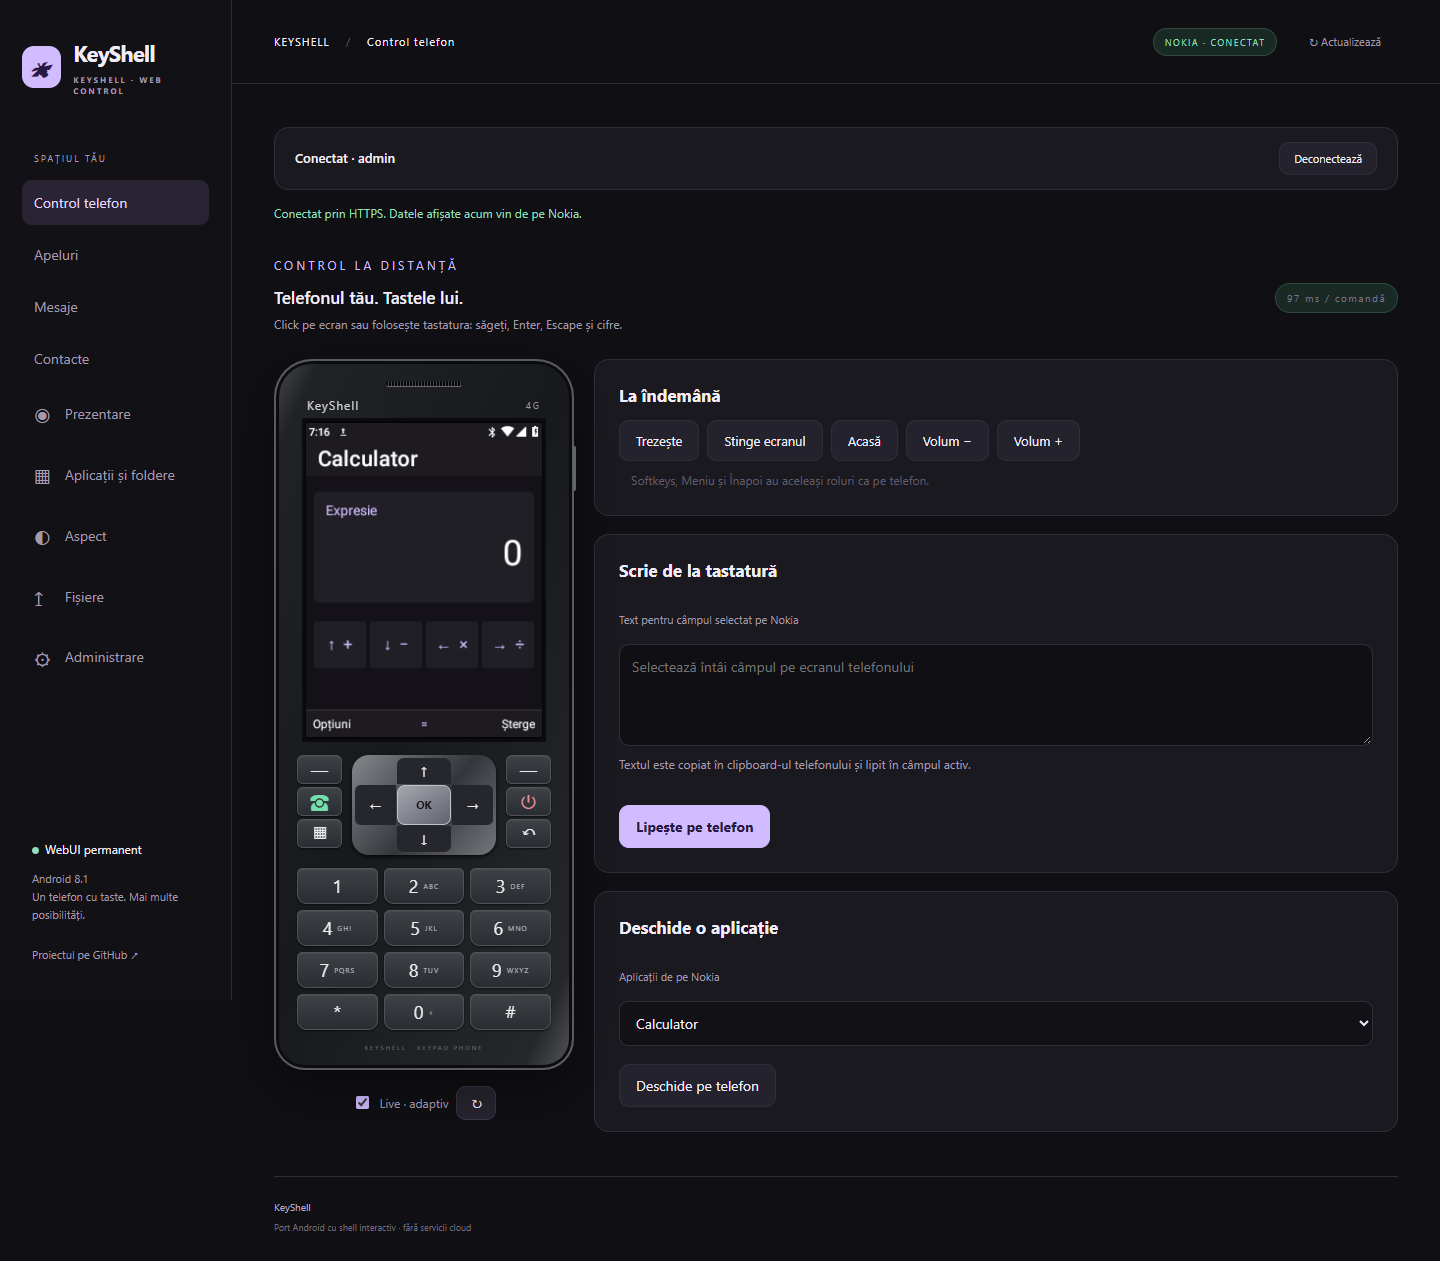 KeyShell
KEYSHELL · WEB
CONTROL
SPAȚIUL TĂU
Control telefon
Apeluri
Mesaje
Contacte
Prezentare
Aplicații și foldere
Aspect
Fișiere
Administrare
WebUI permanent
Android 8.1
Un telefon cu taste. Mai multe
posibilități.
Proiectul pe GitHub ↗
KEYSHELL / Control telefon
NOKIA · CONECTAT
↻ Actualizează
Conectat · admin
Deconectează
Conectat prin HTTPS. Datele afișate acum vin de pe Nokia.
CONTROL LA DISTANȚĂ
Telefonul tău. Tastele lui.
97 ms / comandă
Click pe ecran sau folosește tastatura: săgeți, Enter, Escape și cifre.
KeyShell 4G
7:16
Calculator
Expresie
0
↑ + ↓ − ← × → ÷
Opțiuni = Șterge
↑
← OK →
↓
1 2 ABC 3 DEF
4 GHI 5 JKL 6 MNO
7 PQRS 8 TUV 9 WXYZ
* 0 + #
KEYSHELL KEYPAD PHONE
Live · adaptiv ↻
La îndemână
Trezește Stinge ecranul Acasă Volum − Volum +
Softkeys, Meniu și Înapoi au aceleași roluri ca pe telefon.
Scrie de la tastatură
Text pentru câmpul selectat pe Nokia
Selectează întâi câmpul pe ecranul telefonului
Textul este copiat în clipboard-ul telefonului și lipit în câmpul activ.
Lipește pe telefon
Deschide o aplicație
Aplicații de pe Nokia
Calculator
Deschide pe telefon
KeyShell
Port Android cu shell interactiv · fără servicii cloud